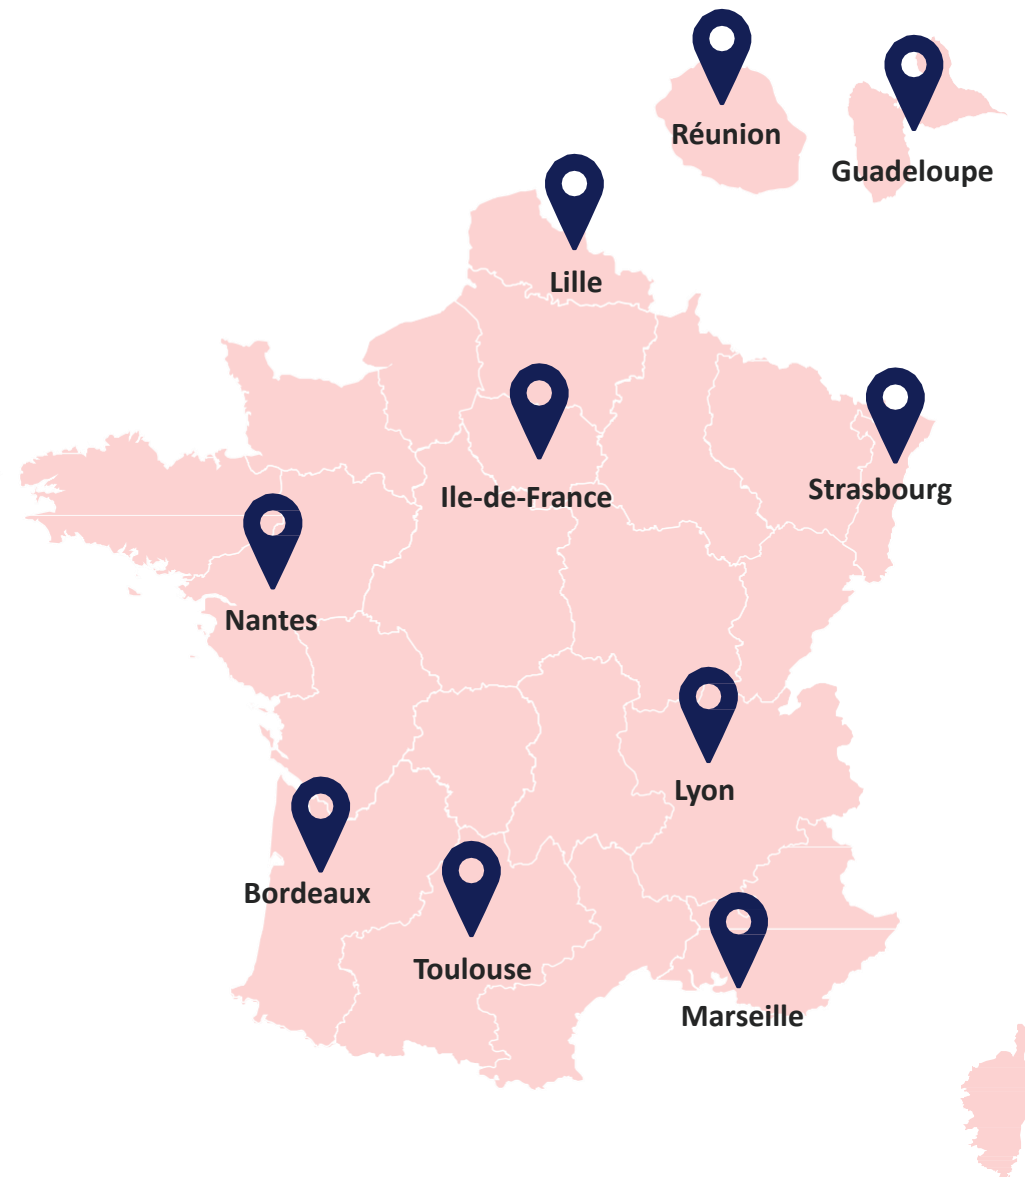 Réunion
Guadeloupe
Lille
Ile-de-France
Strasbourg
Nantes
Lyon
Bordeaux
Toulouse
Marseille